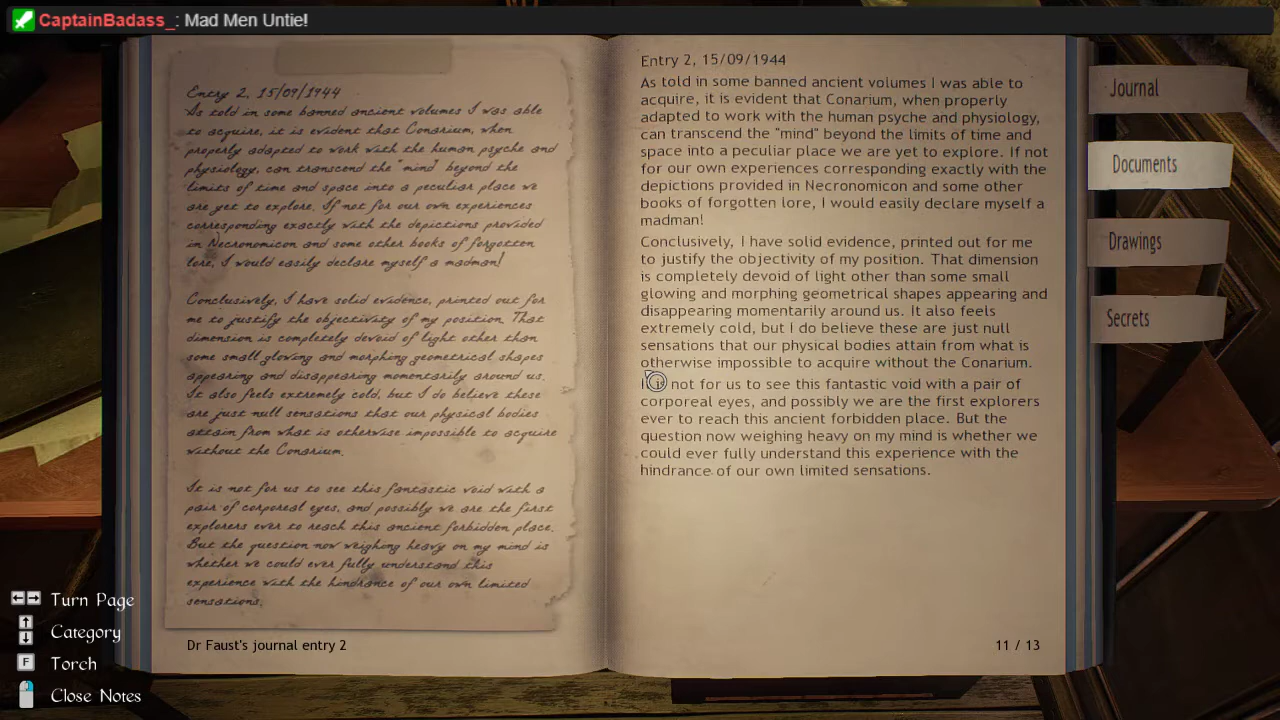 CaptainBadass_: Mad Men Untie!
Entry 2, 15/09/1944
As told in some banned ancient volumes I was able
to acquire, it is evident that Conarium, when
properly adapted to work with the human psyche and
physiology, can transcend the "mind" beyond the
limits of time and space into a peculiar place we
are yet to explore. If not for our own experiences
corresponding exactly with the depictions provided
in Necronomicon and some other books of forgotten
lore, I would easily declare myself a madman!
Conclusively, I have solid evidence, printed out for
me to justify the objectivity of my position. That
dimension is completely devoid of light other than
some small glowing and morphing geometrical shapes
appearing and disappearing momentarily around us.
It also feels extremely cold, but I do believe these
are just null sensations that our physical bodies
attain from what is otherwise impossible to acquire
without the Conarium.
It is not for us to see this fantastic void with a
pair of corporeal eyes, and possibly we are the first
explorers ever to reach this ancient forbidden place.
But the question now weighing heavy on my mind is
whether we could ever fully understand this
experience with the hindrance of our own limited
sensations.
Dr Faust's journal entry 2
Entry 2, 15/09/1944
As told in some banned ancient volumes I was able to
acquire, it is evident that Conarium, when properly
adapted to work with the human psyche and physiology,
can transcend the "mind" beyond the limits of time and
space into a peculiar place we are yet to explore. If not
for our own experiences corresponding exactly with the
depictions provided in Necronomicon and some other
books of forgotten lore, I would easily declare myself a
madman!
Conclusively, I have solid evidence, printed out for me
to justify the objectivity of my position. That dimension
is completely devoid of light other than some small
glowing and morphing geometrical shapes appearing and
disappearing momentarily around us. It also feels
extremely cold, but I do believe these are just null
sensations that our physical bodies attain from what is
otherwise impossible to acquire without the Conarium.
It is not for us to see this fantastic void with a pair of
corporeal eyes, and possibly we are the first explorers
ever to reach this ancient forbidden place. But the
question now weighing heavy on my mind is whether we
could ever fully understand this experience with the
hindrance of our own limited sensations.
11 / 13
Journal
Documents
Drawings
Secrets
Turn Page
Category
F Torch
Close Notes